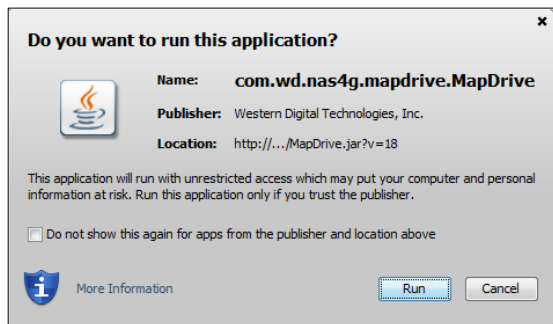 Do you want to run this application?
Name: com.wd.nas4g.mapdrive.MapDrive
Publisher: Western Digital Technologies, Inc.
Location: http://.../MapDrive.jar?v=18
This application will run with unrestricted access which may put your computer and personal
information at risk. Run this application only if you trust the publisher.
Do not show this again for apps from the publisher and location above
More Information Run Cancel